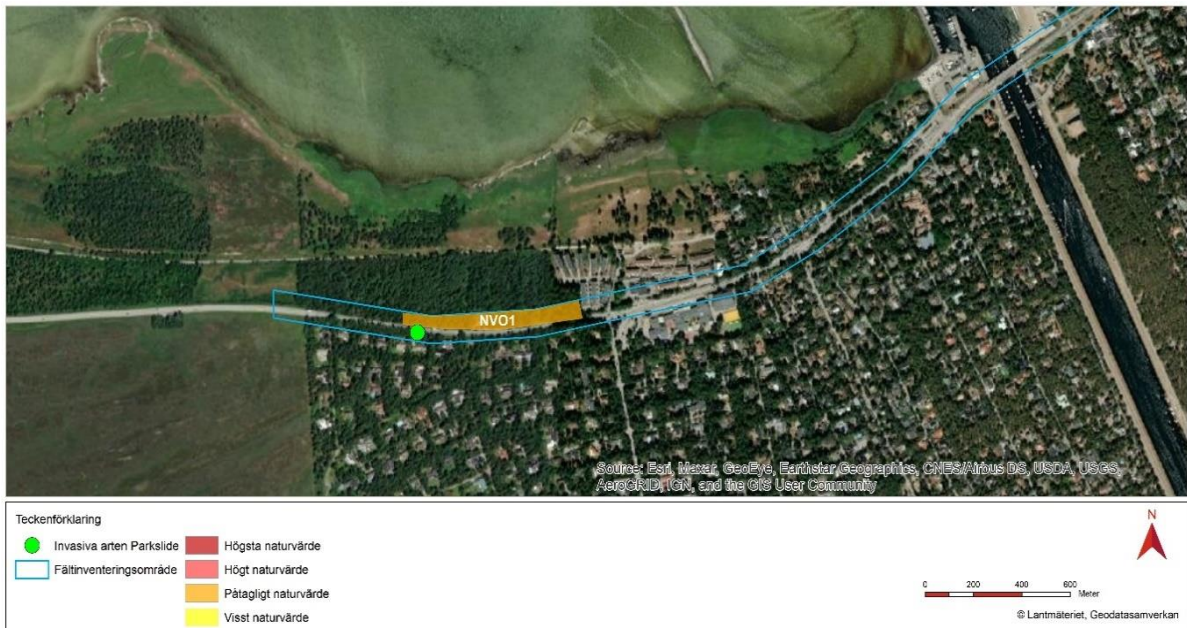 NVO1
Source: Esri, Maxar, GeoEye, Earthstar Geographics, CNES/Airbus DS, USDA, USGS,
AeroGRID, IGN, and the GIS User Community
Teckenförklaring
Invasiva arten Parkslide
Fältinventeringsområde
Högsta naturvärde
Högt naturvärde
Påtagligt naturvärde
Visst naturvärde
N
0 200 400 600
Meter
© Lantmäteriet, Geodatasamverkan